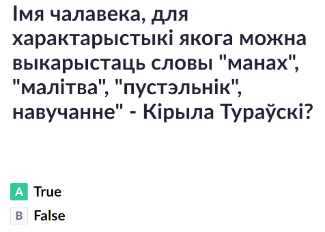 Імя чалавека, для
характарыстыкі якога можна
выкарыстаць словы "манах",
"малітва", "пустэльнік",
навучанне" - Кірыла Тураўскі?
A True
B False